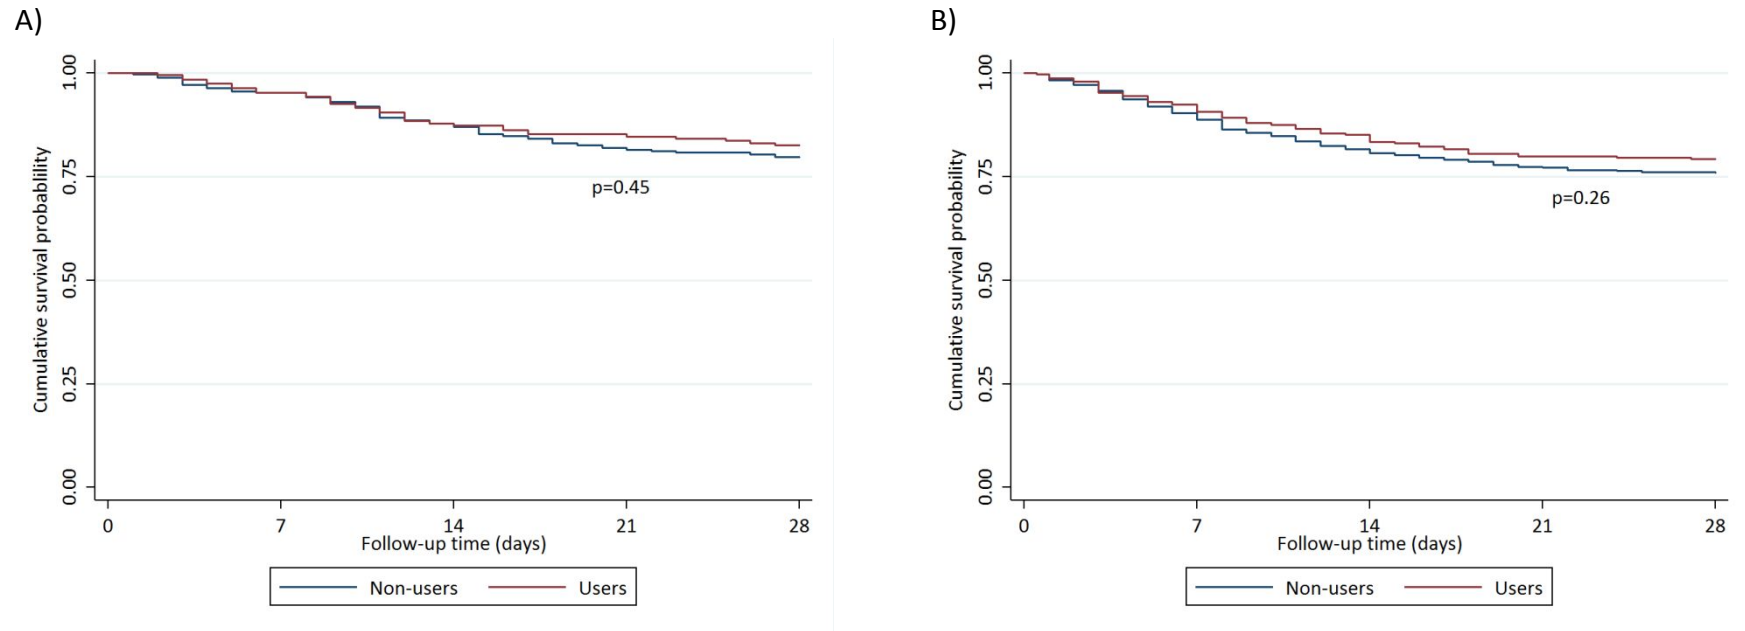 A)
1.00
0.75
0.50
0.25
0.00
Cumulative survival probablility
p=0.45
0 7 14 21 28
Follow-up time (days)
Non-users Users
B)
1.00
0.75
0.50
0.25
0.00
Cumulative survival probability
p=0.26
0 7 14 21 28
Follow-up time (days)
Non-users Users